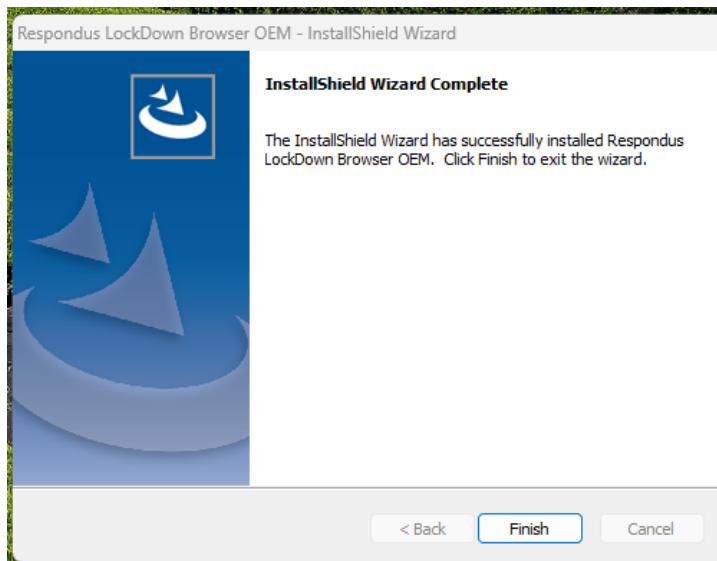 Respondus LockDown Browser OEM - InstallShield Wizard
InstallShield Wizard Complete
The InstallShield Wizard has successfully installed Respondus
LockDown Browser OEM. Click Finish to exit the wizard.
< Back Finish Cancel